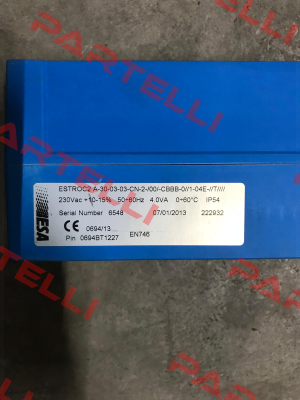 PARTELLI
ESTROC2 A-30-03-03-CN-2-/00/-CBBB-0//1-04E-//T////
230Vac +10-15% 50÷60Hz 4.0VA 0÷60°C IP54
Serial Number 6548 07/01/2013 222932
CE 0694/13 ...
Pin 0694BT1227 EN746
ESA
PARTELLI
PARTELLI